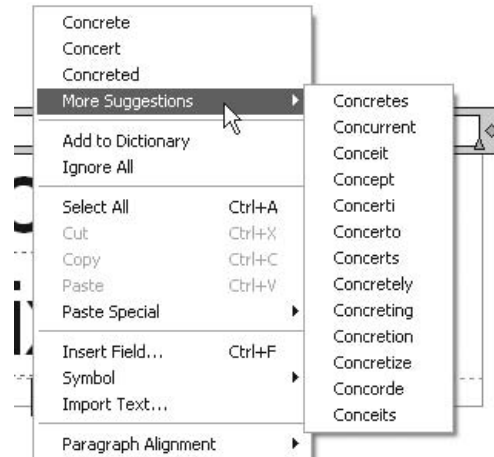 Concrete
Concert
Concreted
More Suggestions
Add to Dictionary
Ignore All
Select All Ctrl+A
Cut Ctrl+X
Copy Ctrl+C
Paste Ctrl+V
Paste Special
Insert Field... Ctrl+F
Symbol
Import Text...
Paragraph Alignment
Concretes
Concurrent
Conceit
Concept
Concerti
Concerto
Concerts
Concretely
Concreting
Concretion
Concretize
Concorde
Conceits